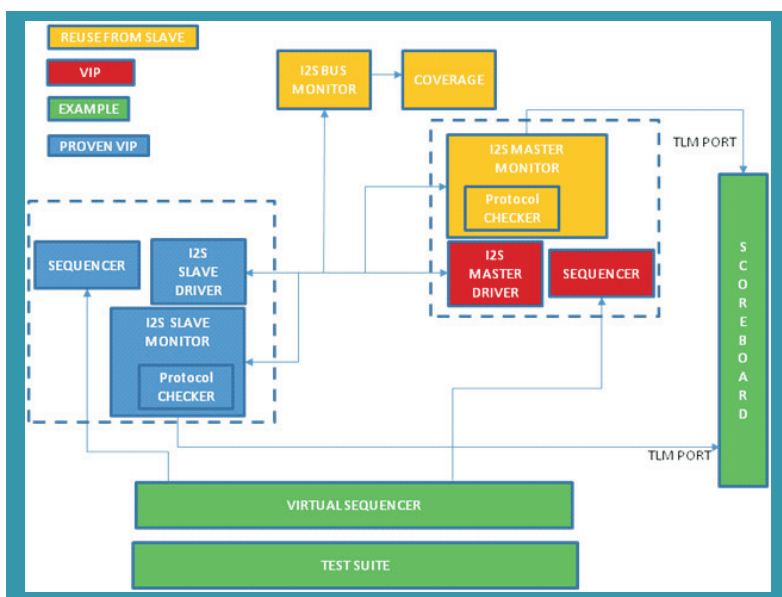 REUSE FROM SLAVE
VIP
EXAMPLE
PROVEN VIP
I2S BUS
MONITOR
COVERAGE
I2S MASTER
MONITOR
Protocol
CHECKER
TLM PORT
SEQUENCER
I2S
SLAVE
DRIVER
I2S
MASTER
DRIVER
SEQUENCER
I2S SLAVE
MONITOR
Protocol
CHECKER
SCOREBOARD
TLM PORT
VIRTUAL SEQUENCER
TEST SUITE